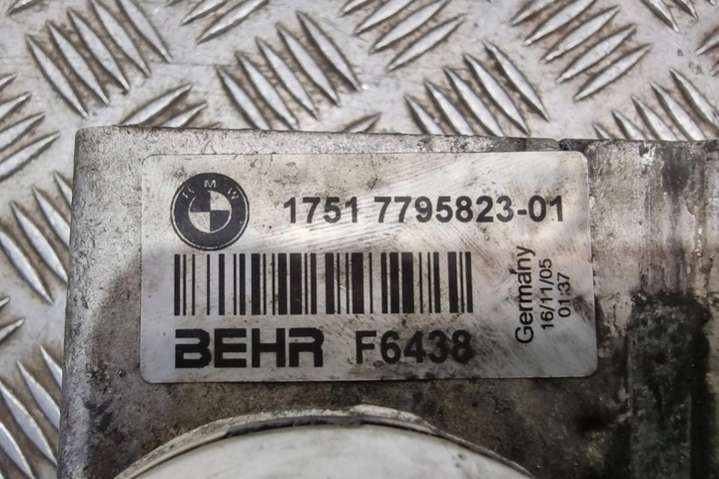 BMW
1751 7795823-01
BEHR F6438
Germany
16/11/05
01:37